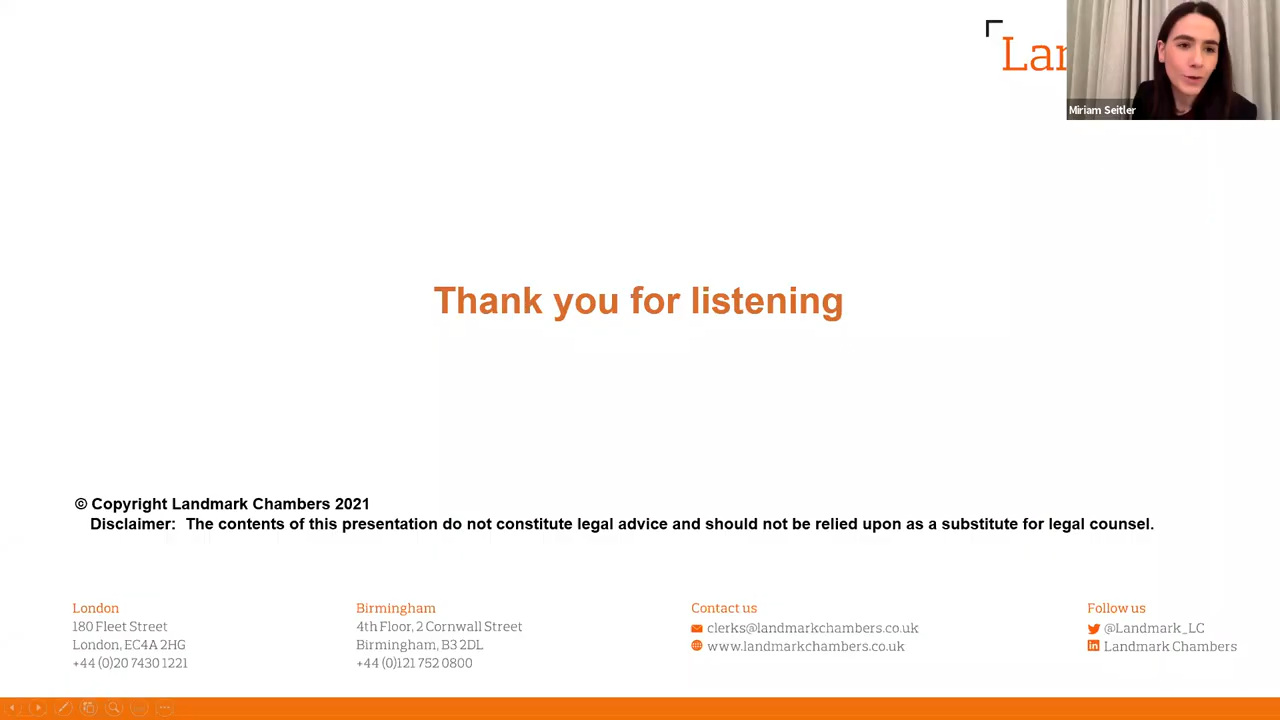 Lan
Miriam Seitler
Thank you for listening
© Copyright Landmark Chambers 2021
Disclaimer: The contents of this presentation do not constitute legal advice and should not be relied upon as a substitute for legal counsel.
London
180 Fleet Street
London, EC4A 2HG
+44 (0)20 7430 1221
Birmingham
4th Floor, 2 Cornwall Street
Birmingham, B3 2DL
+44 (0)121 752 0800
Contact us
clerks@landmarkchambers.co.uk
www.landmarkchambers.co.uk
Follow us
@Landmark_LC
Landmark Chambers